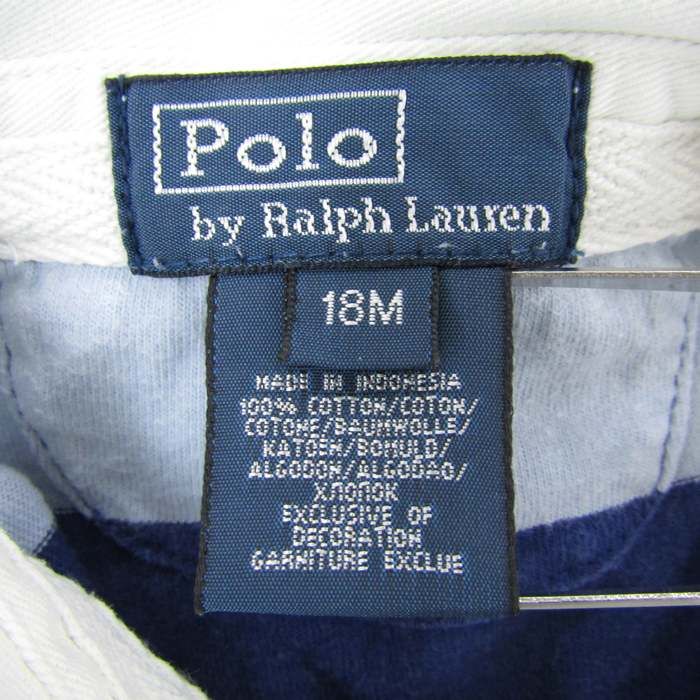 Polo
by Ralph Lauren
18M
MADE IN INDONESIA
100% COTTON/COTON/
COTONE/BAUMWOLLE/
KATOEN/BOMULD/
ALGODON/ALGODAO/
ХЛОПОК
EXCLUSIVE OF
DECORATION
GARNITURE EXCLUE